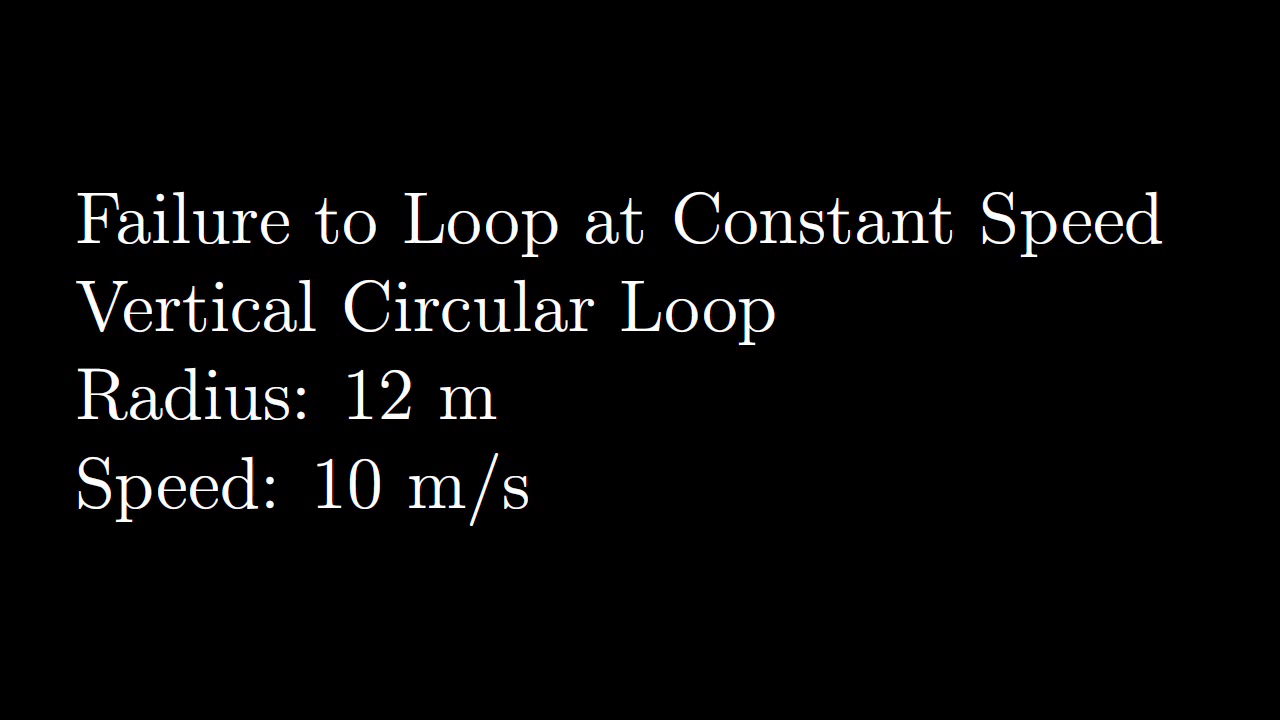 Failure to Loop at Constant Speed
Vertical Circular Loop
Radius: 12 m
Speed: 10 m/s